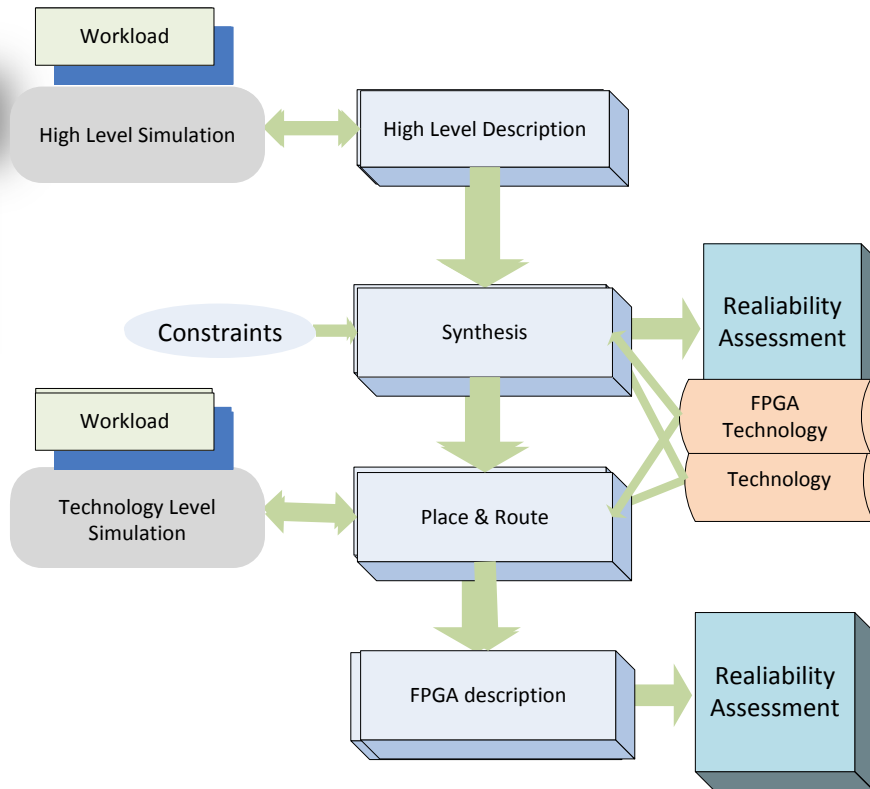 Workload
High Level Simulation
High Level Description
Constraints
Synthesis
Realiability
Assessment
FPGA
Technology
Technology
Workload
Technology Level
Simulation
Place & Route
FPGA description
Realiability
Assessment